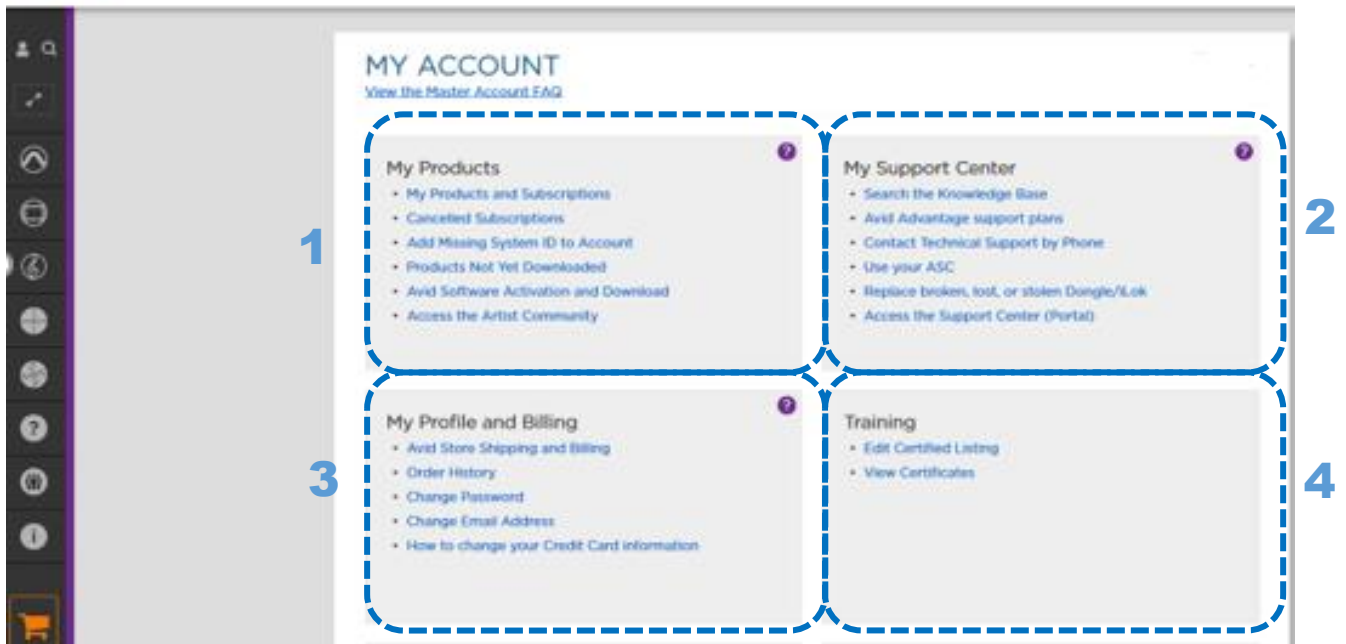 MY ACCOUNT
View the Master Account FAQ
1
My Products
• My Products and Subscriptions
• Cancelled Subscriptions
• Add Missing System ID to Account
• Products Not Yet Downloaded
• Avid Software Activation and Download
• Access the Artist Community
?
2
My Support Center
• Search the Knowledge Base
• Avid Advantage support plans
• Contact Technical Support by Phone
• Use your ASC
• Replace broken, lost, or stolen Dongle/iLok
• Access the Support Center (Portal)
?
3
My Profile and Billing
• Avid Store Shipping and Billing
• Order History
• Change Password
• Change Email Address
• How to change your Credit Card information
?
4
Training
• Edit Certified Listing
• View Certificates
?
i